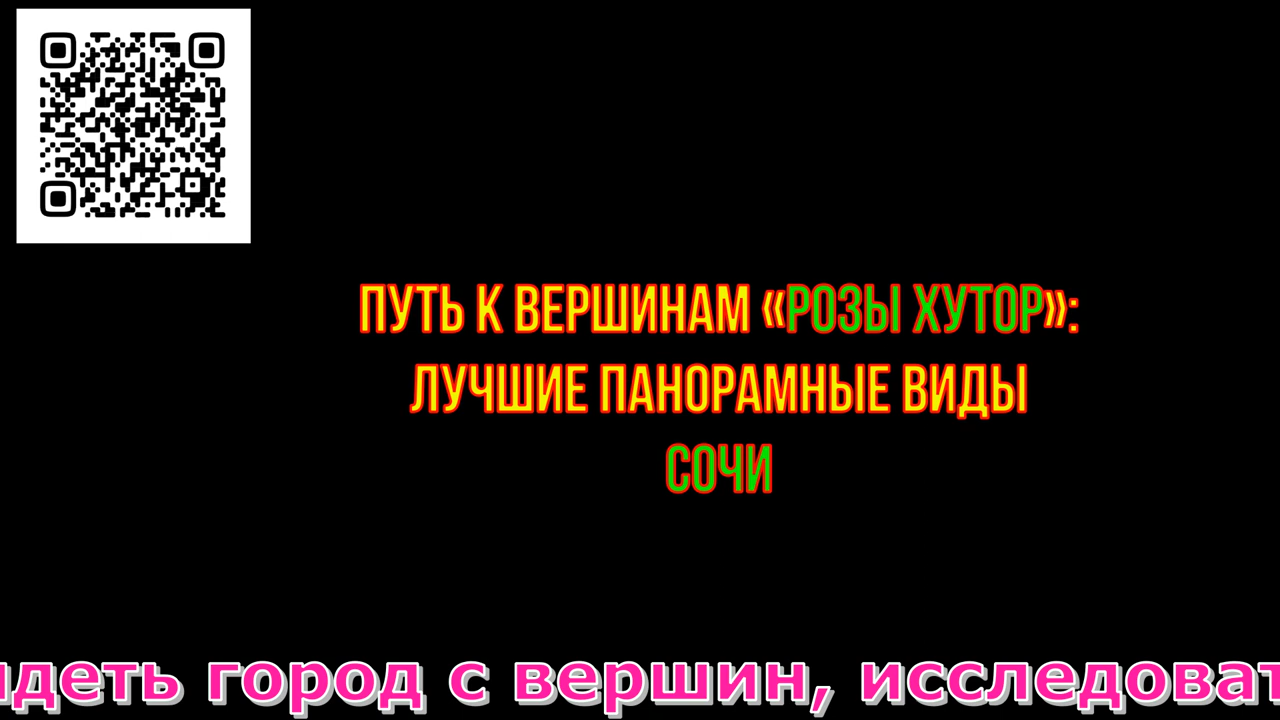 ПУТЬ К ВЕРШИНАМ «РОЗЫ ХУТОР»:
ЛУЧШИЕ ПАНОРАМНЫЕ ВИДЫ
СОЧИ
идеть город с вершин, исследоват